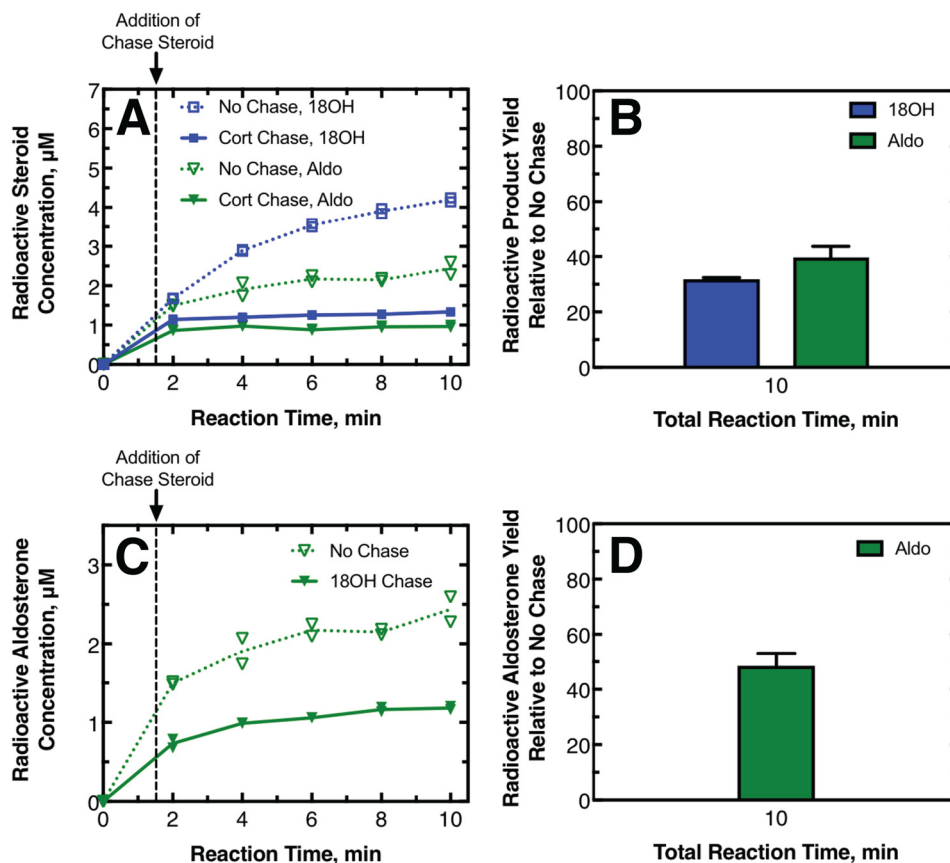 Addition of
Chase Steroid
A
No Chase, 18OH
Cort Chase, 18OH
No Chase, Aldo
Cort Chase, Aldo
Radioactive Steroid
Concentration, µM
7
6
5
4
3
2
1
0
0 2 4 6 8 10
Reaction Time, min
B
18OH
Aldo
Radioactive Product Yield
Relative to No Chase
100
80
60
40
20
0
10
Total Reaction Time, min
Addition of
Chase Steroid
C
No Chase
18OH Chase
Radioactive Aldosterone
Concentration, µM
3
2
1
0
0 2 4 6 8 10
Reaction Time, min
D
Aldo
Radioactive Aldosterone Yield
Relative to No Chase
100
80
60
40
20
0
10
Total Reaction Time, min